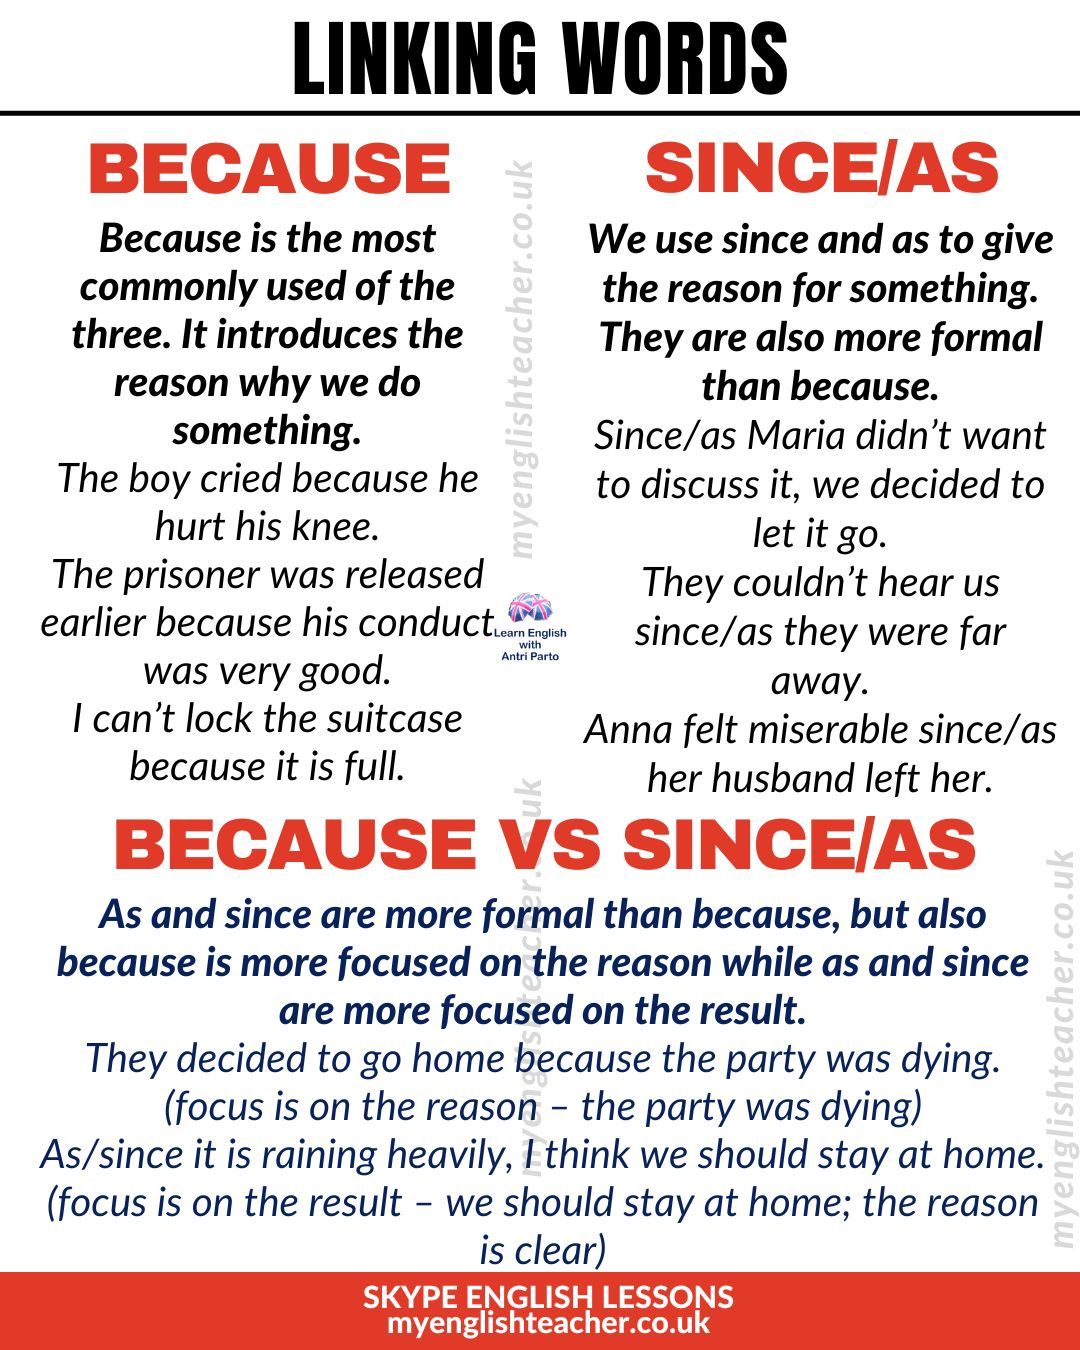 LINKING WORDS
BECAUSE
Because is the most
commonly used of the
three. It introduces the
reason why we do
something.
The boy cried because he
hurt his knee.
The prisoner was released
earlier because his conduct
was very good.
I can't lock the suitcase
because it is full.
myenglishteacher.co.uk
Learn English
with
Antri Parto
SINCE/AS
We use since and as to give
the reason for something.
They are also more formal
than because.
Since/as Maria didn't want
to discuss it, we decided to
let it go.
They couldn't hear us
since/as they were far
away.
Anna felt miserable since/as
her husband left her.
BECAUSE VS SINCE/AS
As and since are more formal than because, but also
because is more focused on the reason while as and since
are more focused on the result.
They decided to go home because the party was dying.
(focus is on the reason – the party was dying)
As/since it is raining heavily, I think we should stay at home.
(focus is on the result – we should stay at home; the reason
is clear)
myenglishteacher.co.uk
myenglishteacher.co.uk
SKYPE ENGLISH LESSONS
myenglishteacher.co.uk